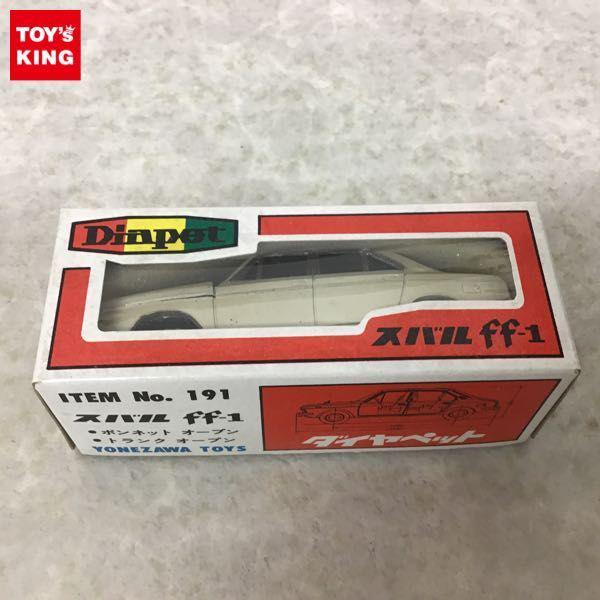 TOY'S
KING
Diapet
スバル ff-1
ITEM No. 191
スバル ff-1
• ボンネット オープン
• トランク オープン
YONEZAWA TOYS
ダイヤペット